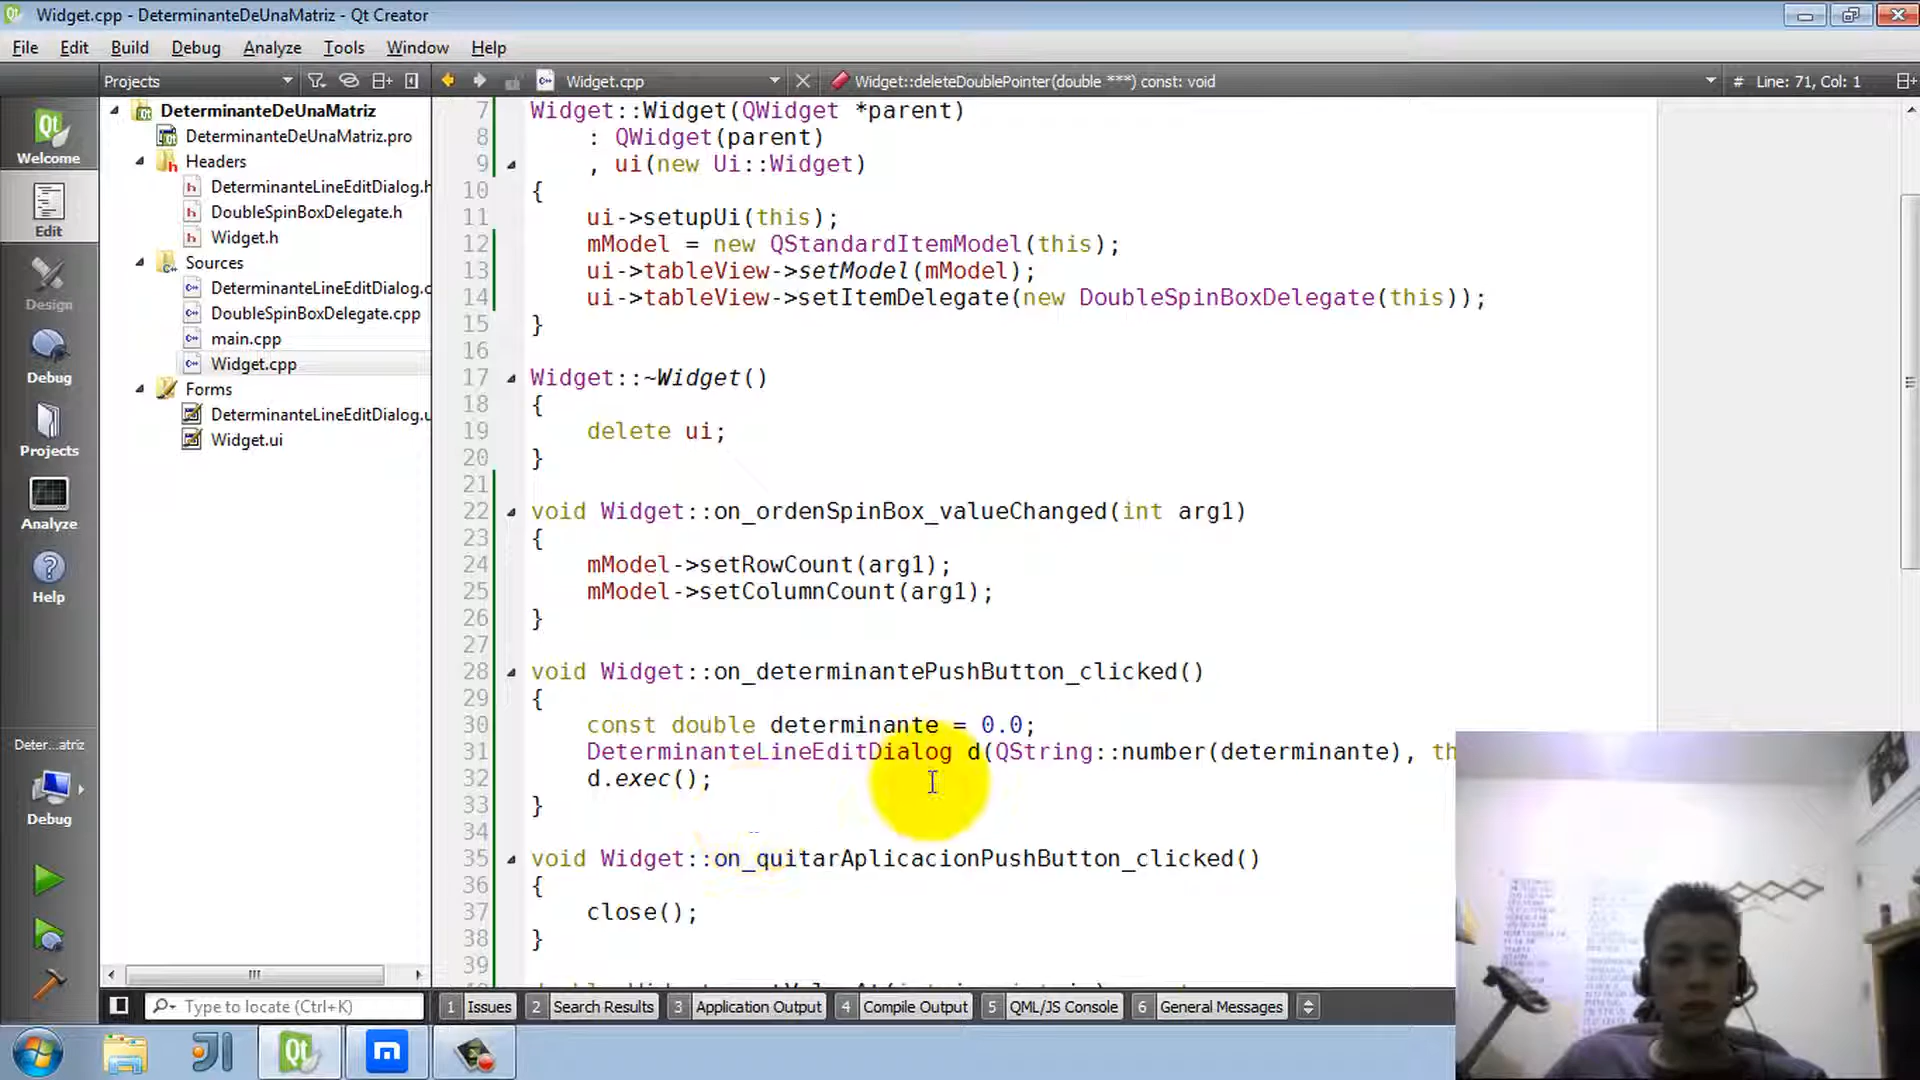 Widget.cpp - DeterminanteDeUnaMatriz - Qt Creator
File Edit Build Debug Analyze Tools Window Help
Projects Widget.cpp Widget::deleteDoublePointer(double ***) const: void # Line: 71, Col: 1
Welcome
Edit
Design
Debug
Projects
Analyze
Help
Deter...atriz
Debug
DeterminanteDeUnaMatriz
DeterminanteDeUnaMatriz.pro
Headers
DeterminanteLineEditDialog.h
DoubleSpinBoxDelegate.h
Widget.h
Sources
DeterminanteLineEditDialog.c
DoubleSpinBoxDelegate.cpp
main.cpp
Widget.cpp
Forms
DeterminanteLineEditDialog.u
Widget.ui
7 Widget::Widget(QWidget *parent)
8 : QWidget(parent)
9 , ui(new Ui::Widget)
10 {
11 ui->setupUi(this);
12 mModel = new QStandardItemModel(this);
13 ui->tableView->setModel(mModel);
14 ui->tableView->setItemDelegate(new DoubleSpinBoxDelegate(this));
15 }
16
17 Widget::~Widget()
18 {
19 delete ui;
20 }
21
22 void Widget::on_ordenSpinBox_valueChanged(int arg1)
23 {
24 mModel->setRowCount(arg1);
25 mModel->setColumnCount(arg1);
26 }
27
28 void Widget::on_determinantePushButton_clicked()
29 {
30 const double determinante = 0.0;
31 DeterminanteLineEditDialog d(QString::number(determinante), th
32 d.exec();
33 }
34
35 void Widget::on_quitarAplicacionPushButton_clicked()
36 {
37 close();
38 }
39
Type to locate (Ctrl+K) 1 Issues 2 Search Results 3 Application Output 4 Compile Output 5 QML/JS Console 6 General Messages